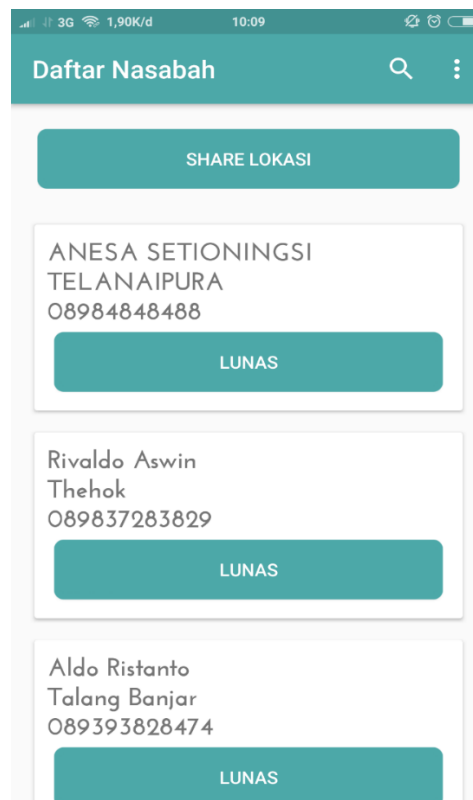 3G 1,90K/d 10:09
Daftar Nasabah
SHARE LOKASI
ANESA SETIONINGSI
TELANAIPURA
08984848488
LUNAS
Rivaldo Aswin
Thehok
089837283829
LUNAS
Aldo Ristanto
Talang Banjar
089393828474
LUNAS